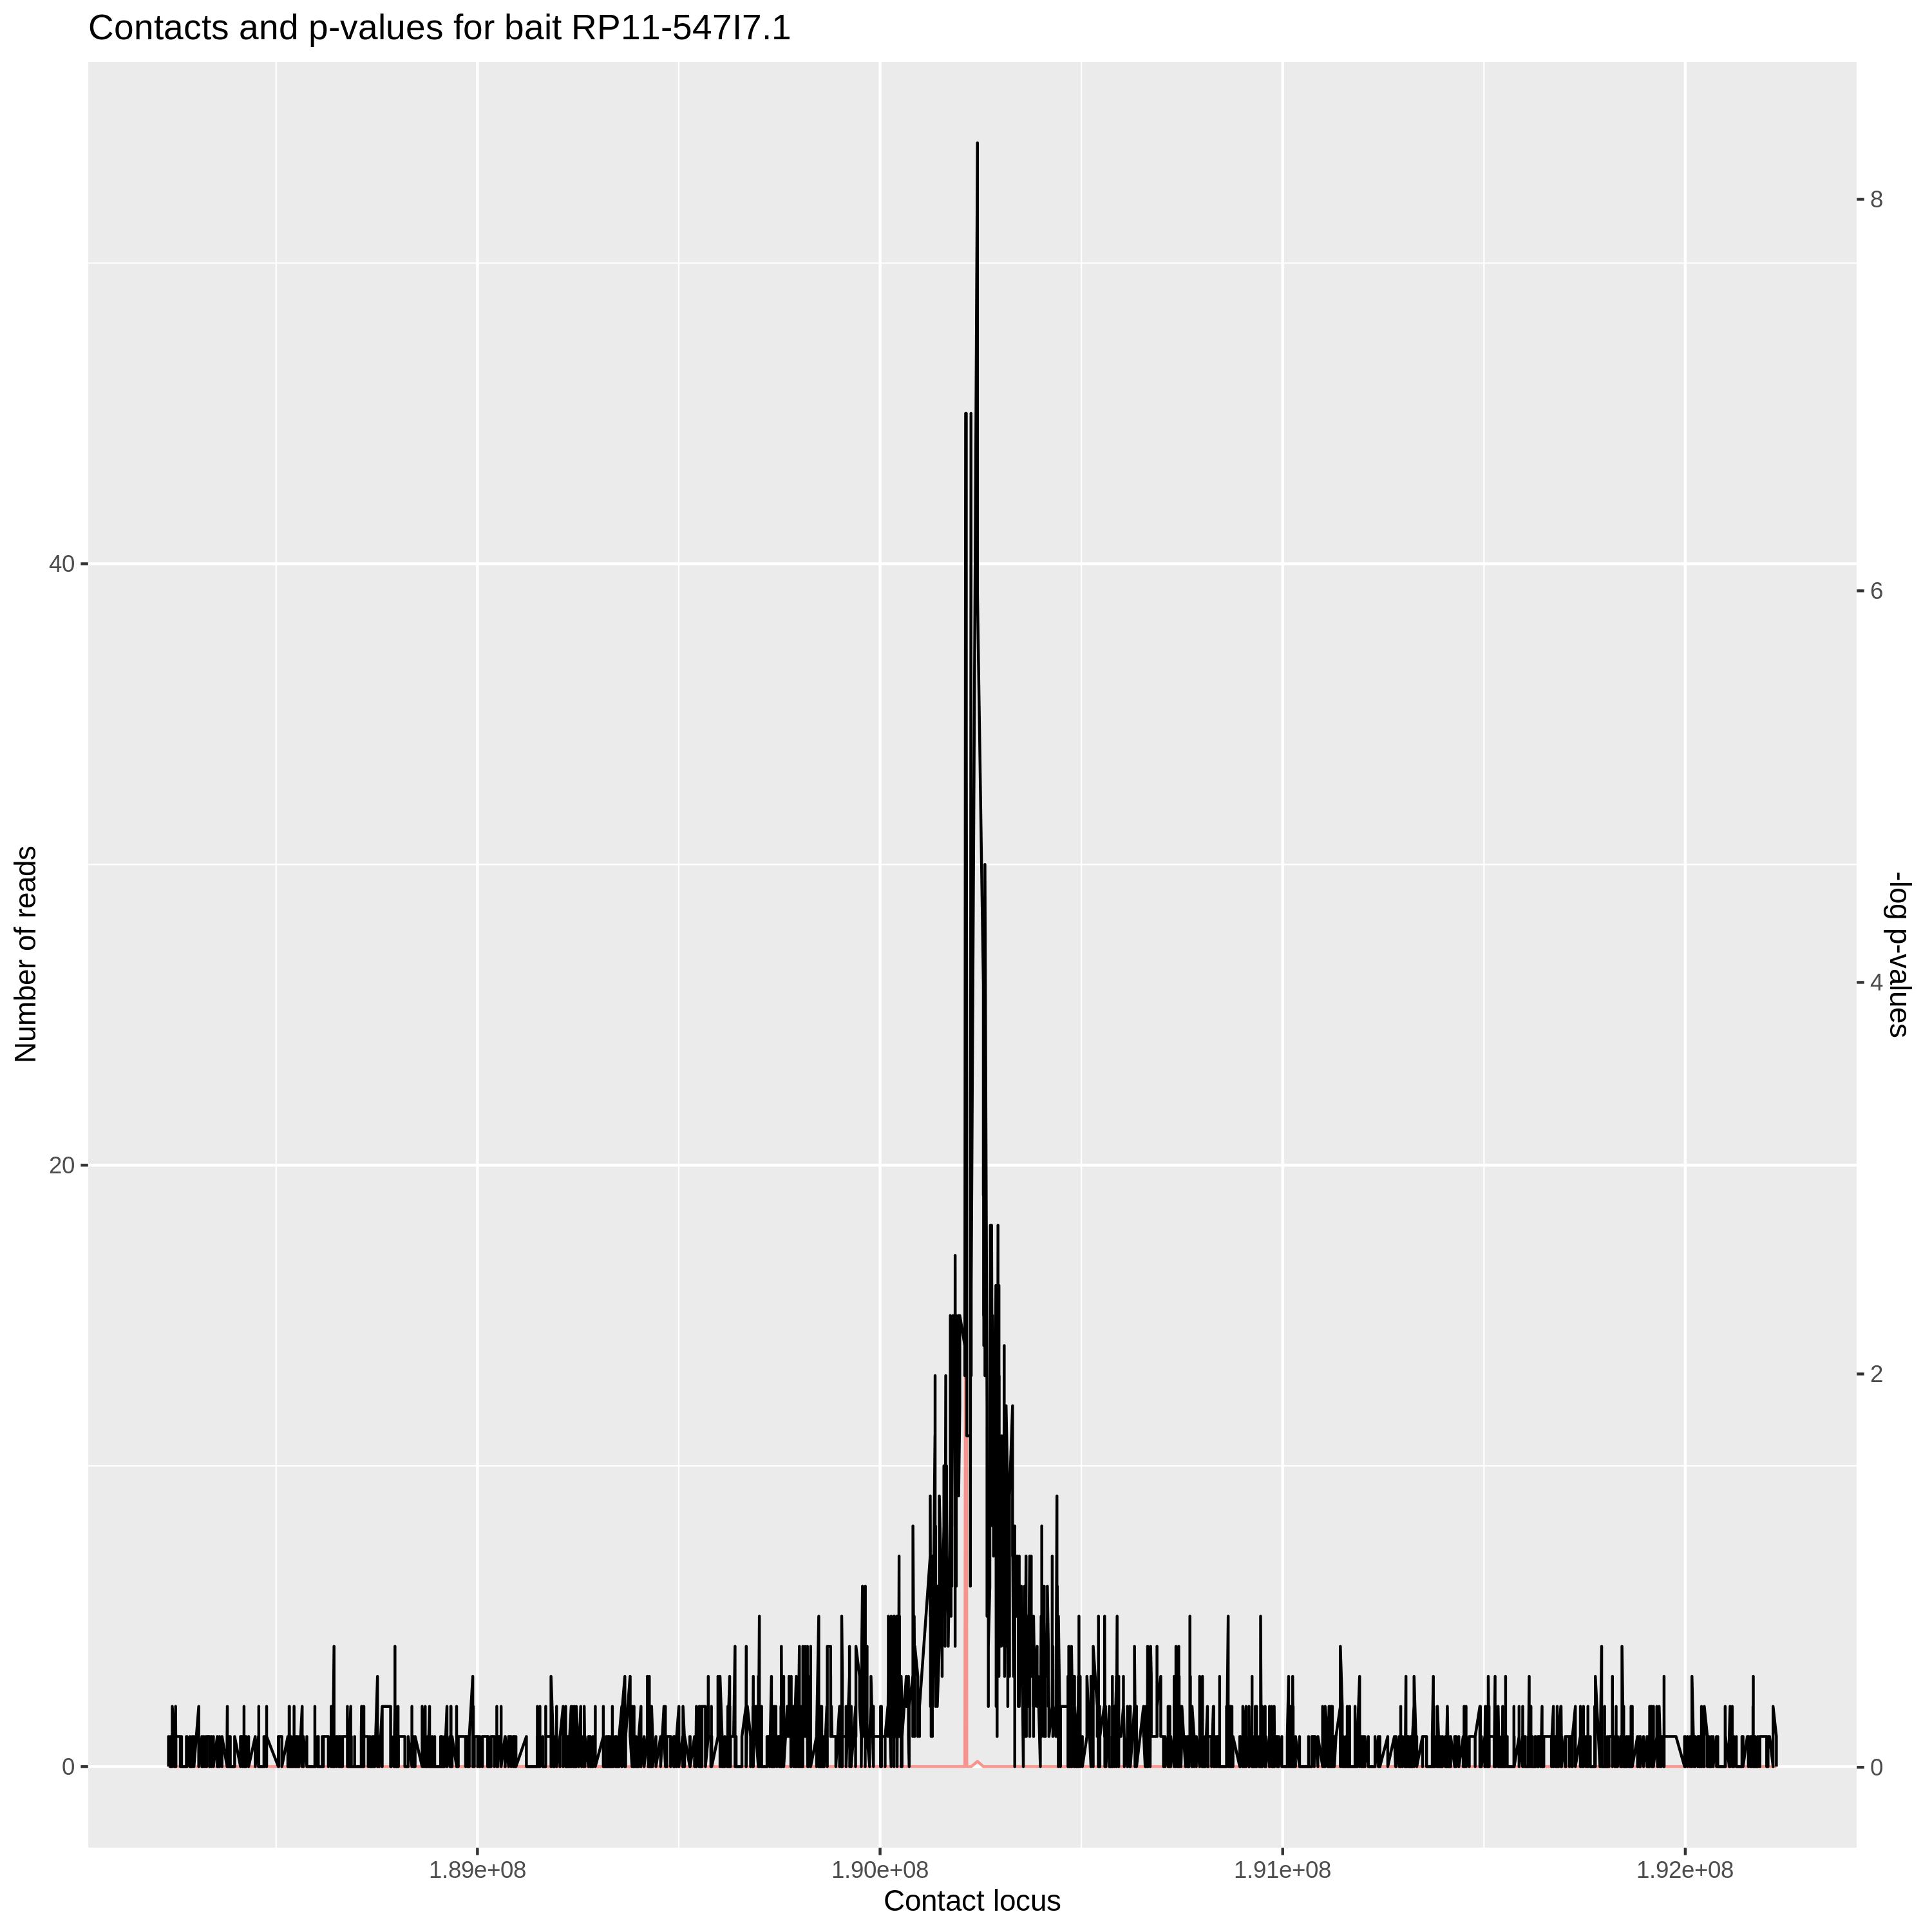 Contacts and p-values for bait RP11-547I7.1
40
20
0
Number of reads
8
6
4
2
0
-log p-values
1.89e+08
1.90e+08
1.91e+08
1.92e+08
Contact locus